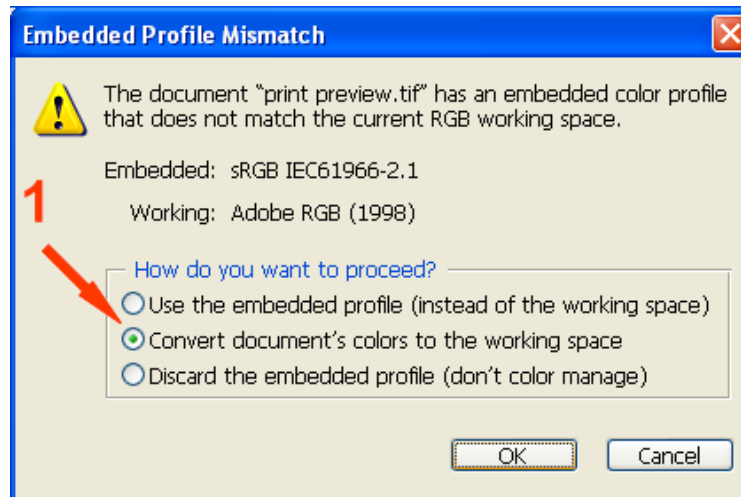 Embedded Profile Mismatch
The document “print preview.tif” has an embedded color profile
that does not match the current RGB working space.
Embedded: sRGB IEC61966-2.1
1
Working: Adobe RGB (1998)
How do you want to proceed?
Use the embedded profile (instead of the working space)
Convert document’s colors to the working space
Discard the embedded profile (don’t color manage)
OK Cancel